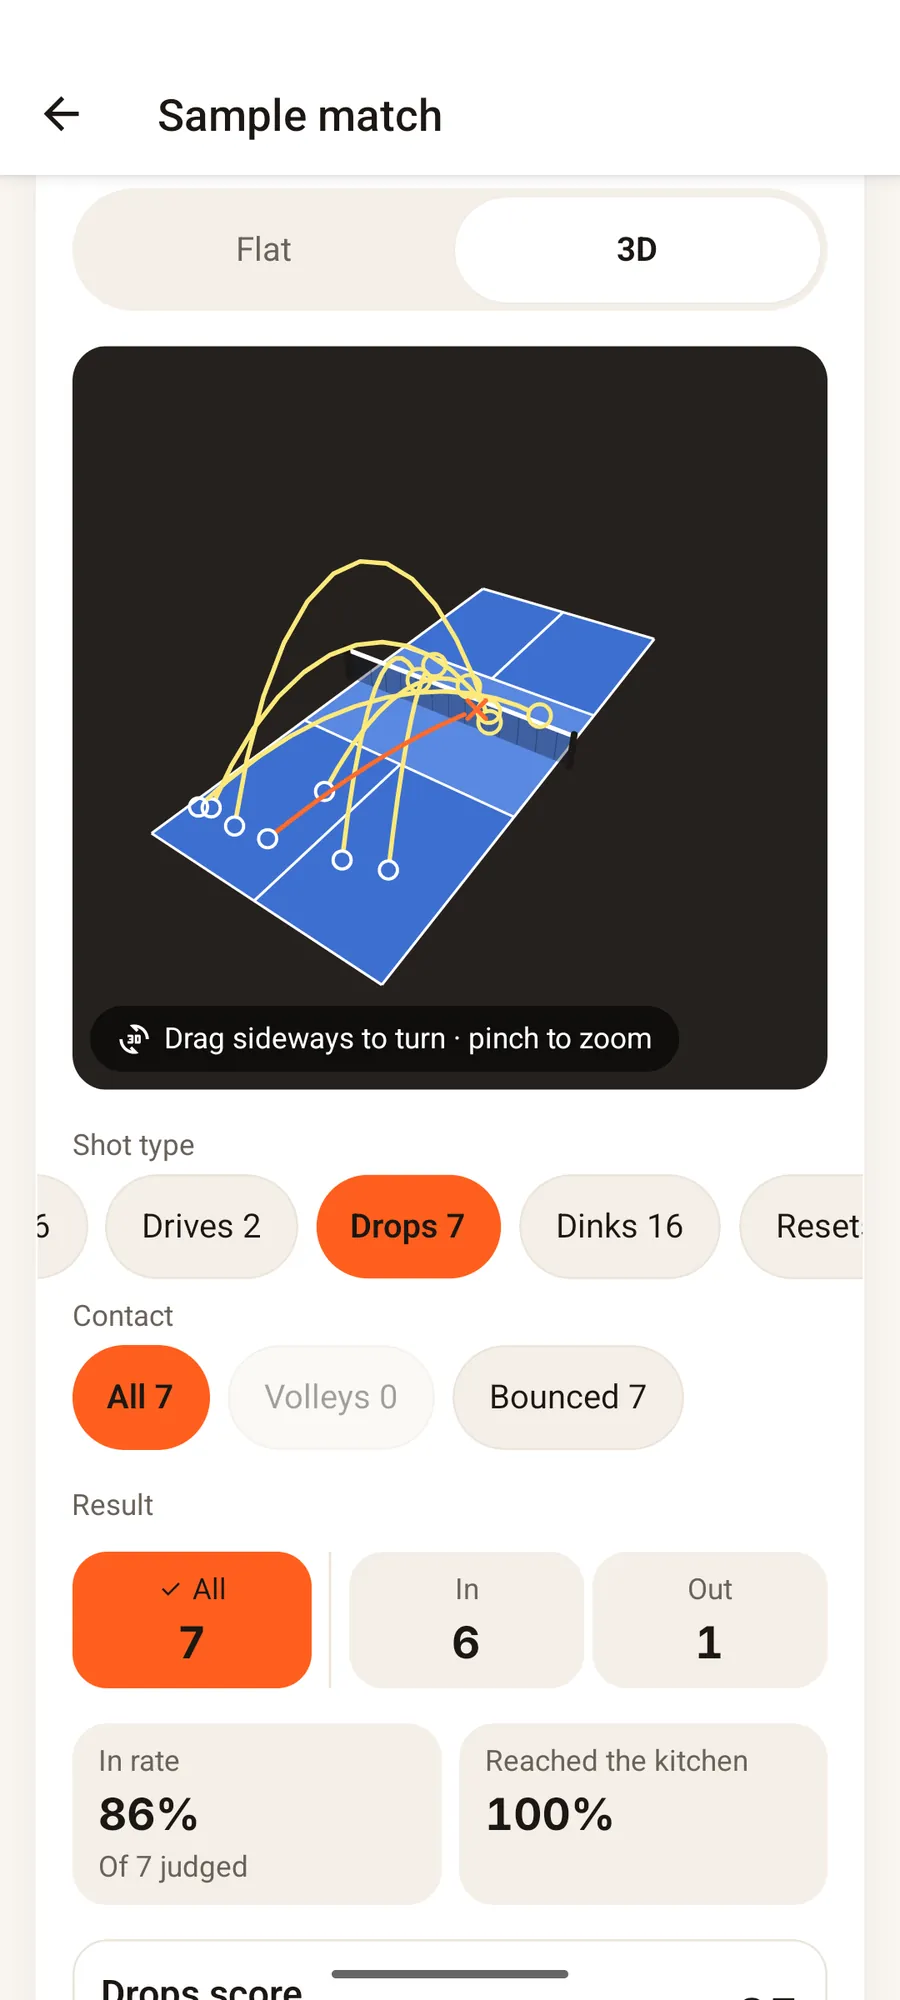 Sample match
Flat
3D
Drag sideways to turn · pinch to zoom
Shot type
6
Drives 2
Drops 7
Dinks 16
Reset
Contact
All 7
Volleys 0
Bounced 7
Result
All
7
In
6
Out
1
In rate
86%
Of 7 judged
Reached the kitchen
100%
Drops score